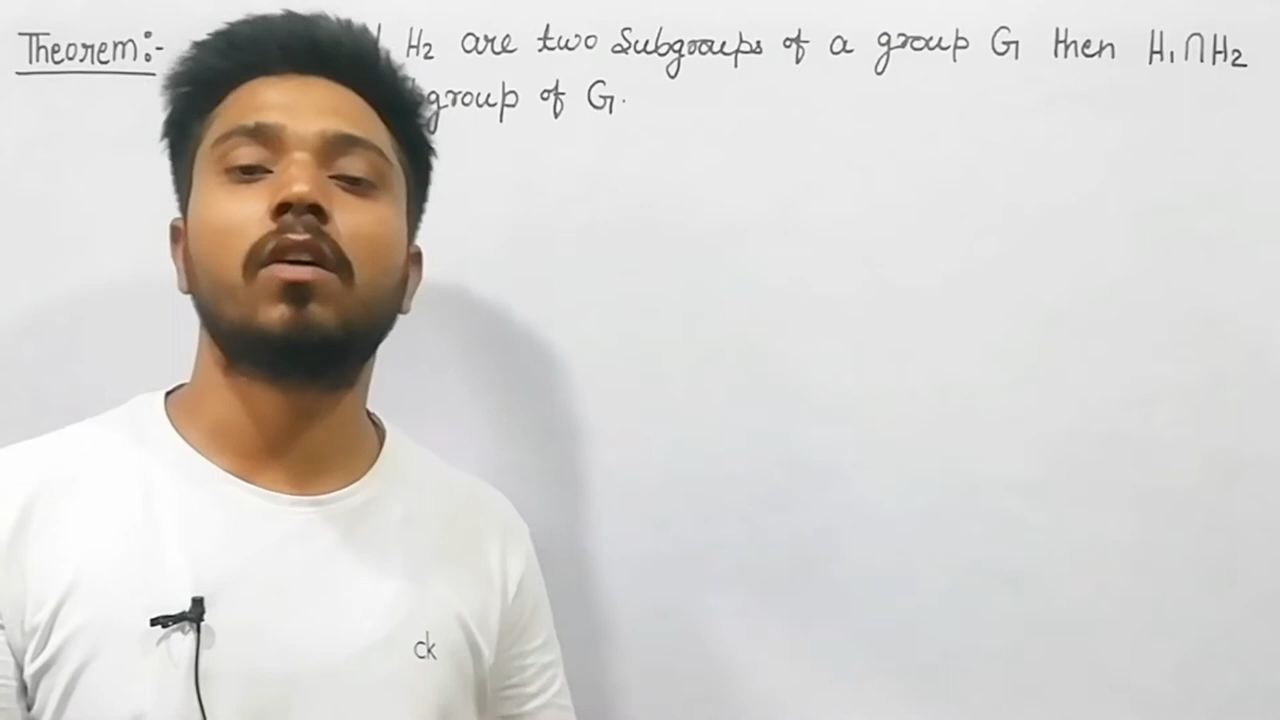 Theorem:- H₂ are two Subgroups of a group G then H₁∩H₂
group of G.
ck